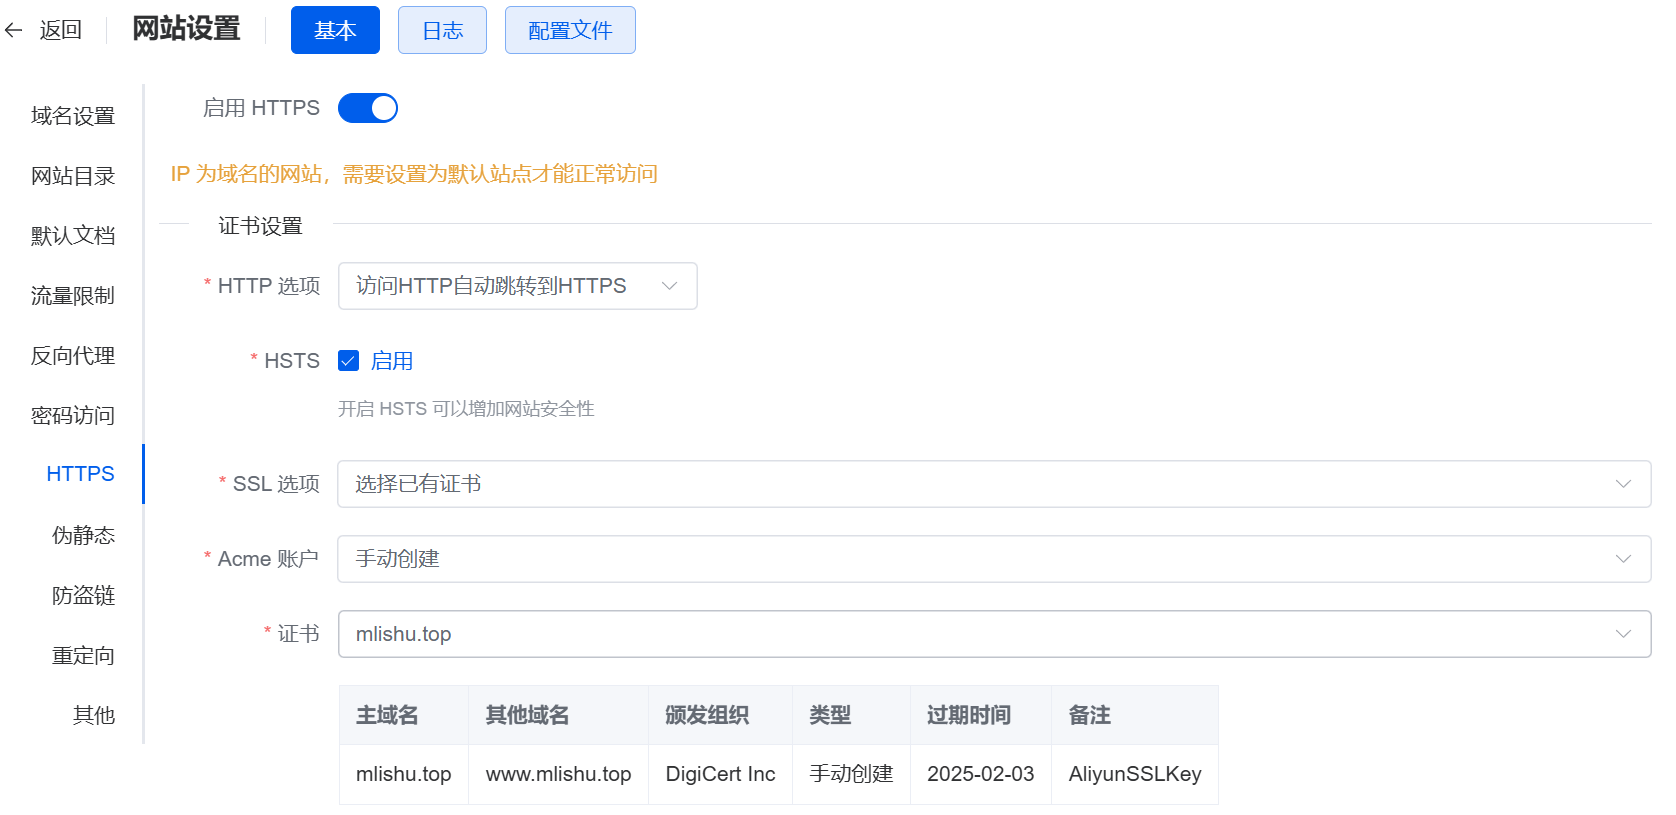 返回
网站设置
基本
日志
配置文件
域名设置
网站目录
默认文档
流量限制
反向代理
密码访问
HTTPS
伪静态
防盗链
重定向
其他
启用 HTTPS
IP 为域名的网站，需要设置为默认站点才能正常访问
证书设置
* HTTP 选项 访问HTTP自动跳转到HTTPS
* HSTS 启用
开启 HSTS 可以增加网站安全性
* SSL 选项 选择已有证书
* Acme 账户 手动创建
* 证书 mlishu.top
主域名 其他域名 颁发组织 类型 过期时间 备注
mlishu.top www.mlishu.top DigiCert Inc 手动创建 2025-02-03 AliyunSSLKey